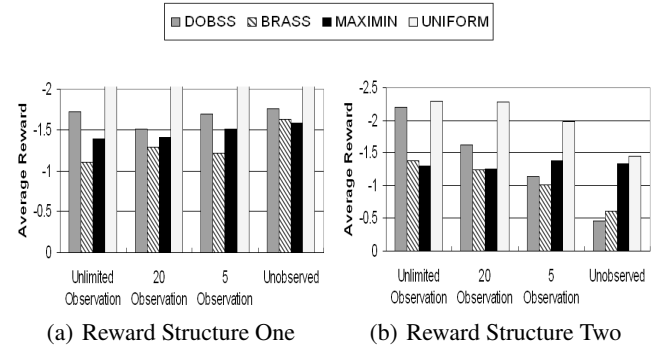 DOBSS BRASS MAXIMIN UNIFORM
Average Reward
-2
-1.5
-1
-0.5
0
Unlimited Observation
20 Observation
5 Observation
Unobserved
(a) Reward Structure One
Average Reward
-2.5
-2
-1.5
-1
-0.5
0
Unlimited Observation
20 Observation
5 Observation
Unobserved
(b) Reward Structure Two